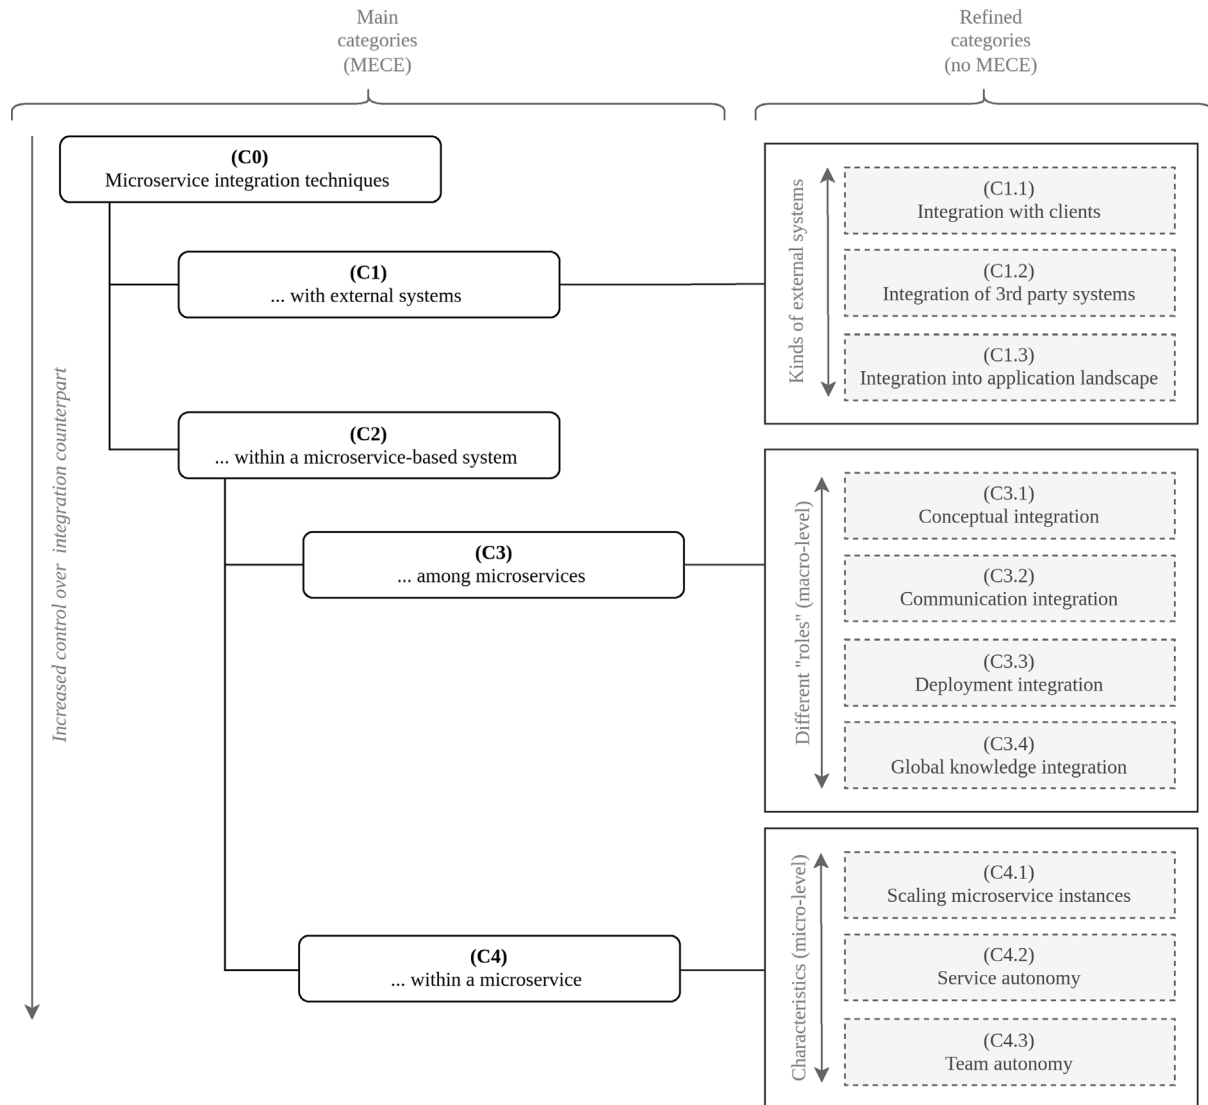 Main
categories
(MECE)
Refined
categories
(no MECE)
Increased control over  integration counterpart
(C0)
Microservice integration techniques
(C1)
... with external systems
(C2)
... within a microservice-based system
(C3)
... among microservices
(C4)
... within a microservice
Kinds of external systems
(C1.1)
Integration with clients
(C1.2)
Integration of 3rd party systems
(C1.3)
Integration into application landscape
Different "roles" (macro-level)
(C3.1)
Conceptual integration
(C3.2)
Communication integration
(C3.3)
Deployment integration
(C3.4)
Global knowledge integration
Characteristics (micro-level)
(C4.1)
Scaling microservice instances
(C4.2)
Service autonomy
(C4.3)
Team autonomy